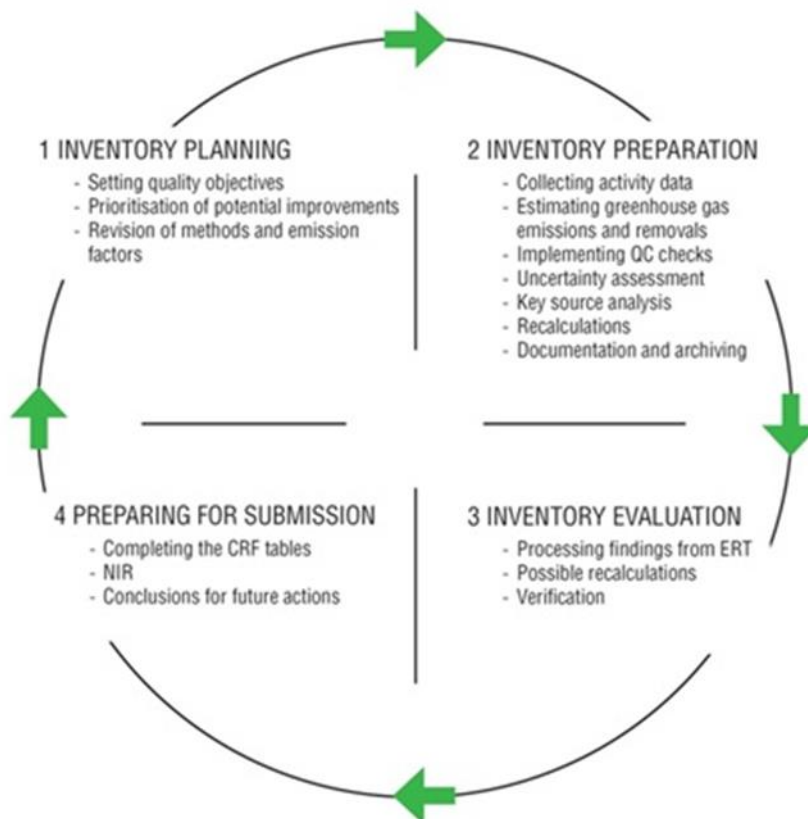 1 INVENTORY PLANNING
- Setting quality objectives
- Prioritisation of potential improvements
- Revision of methods and emission
factors
2 INVENTORY PREPARATION
- Collecting activity data
- Estimating greenhouse gas
emissions and removals
- Implementing QC checks
- Uncertainty assessment
- Key source analysis
- Recalculations
- Documentation and archiving
3 INVENTORY EVALUATION
- Processing findings from ERT
- Possible recalculations
- Verification
4 PREPARING FOR SUBMISSION
- Completing the CRF tables
- NIR
- Conclusions for future actions